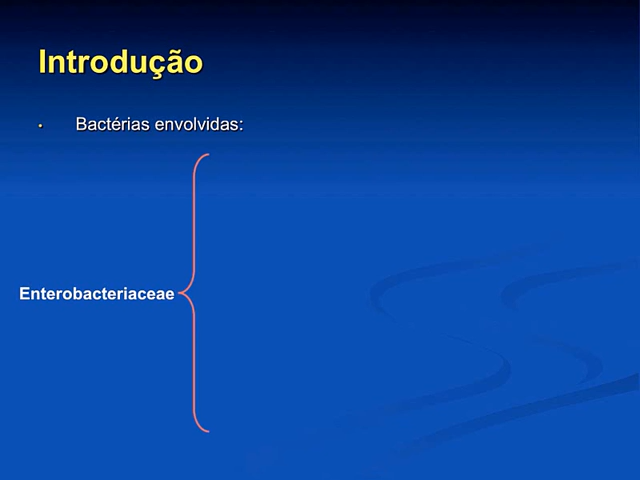 Introdução
• Bactérias envolvidas:
Enterobacteriaceae